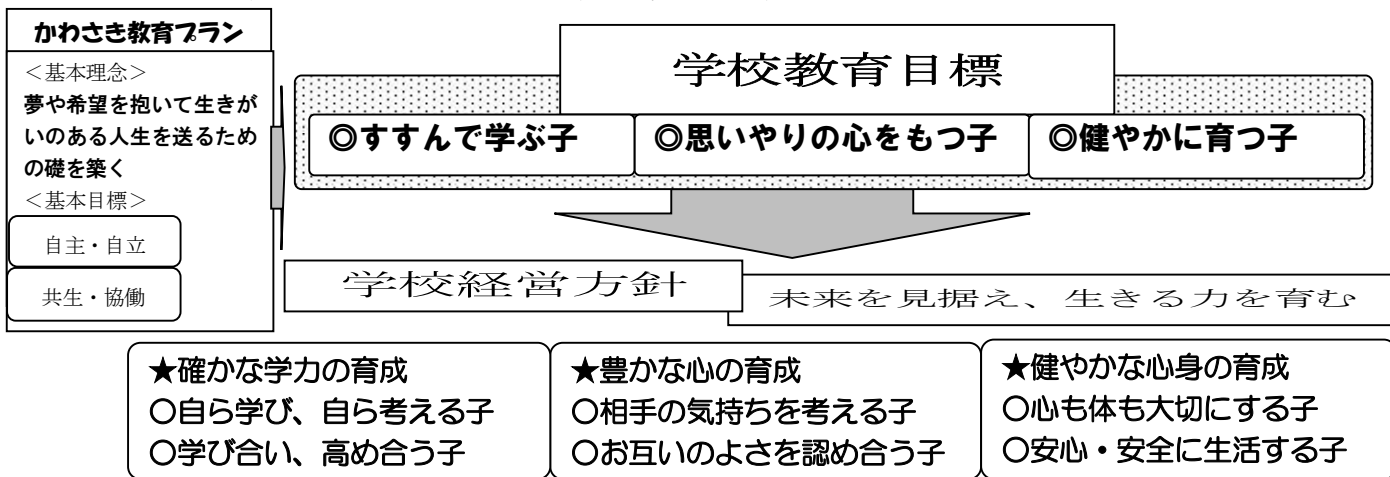 かわさき教育プラン
＜基本理念＞
夢や希望を抱いて生きが
いのある人生を送るため
の礎を築く
＜基本目標＞
自主・自立
共生・協働
学校教育目標
◎すすんで学ぶ子
◎思いやりの心をもつ子
◎健やかに育つ子
学校経営方針
未来を見据え、生きる力を育む
★確かな学力の育成
○自ら学び、自ら考える子
○学び合い、高め合う子
★豊かな心の育成
○相手の気持ちを考える子
○お互いのよさを認め合う子
★健やかな心身の育成
○心も体も大切にする子
○安心・安全に生活する子